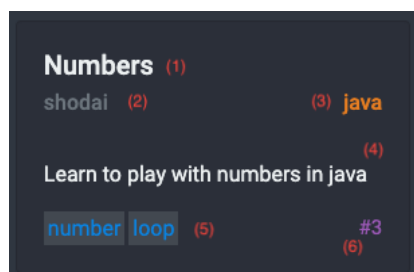 Numbers (1)
shodai (2) (3) java
(4)
Learn to play with numbers in java
number loop (5) #3
(6)